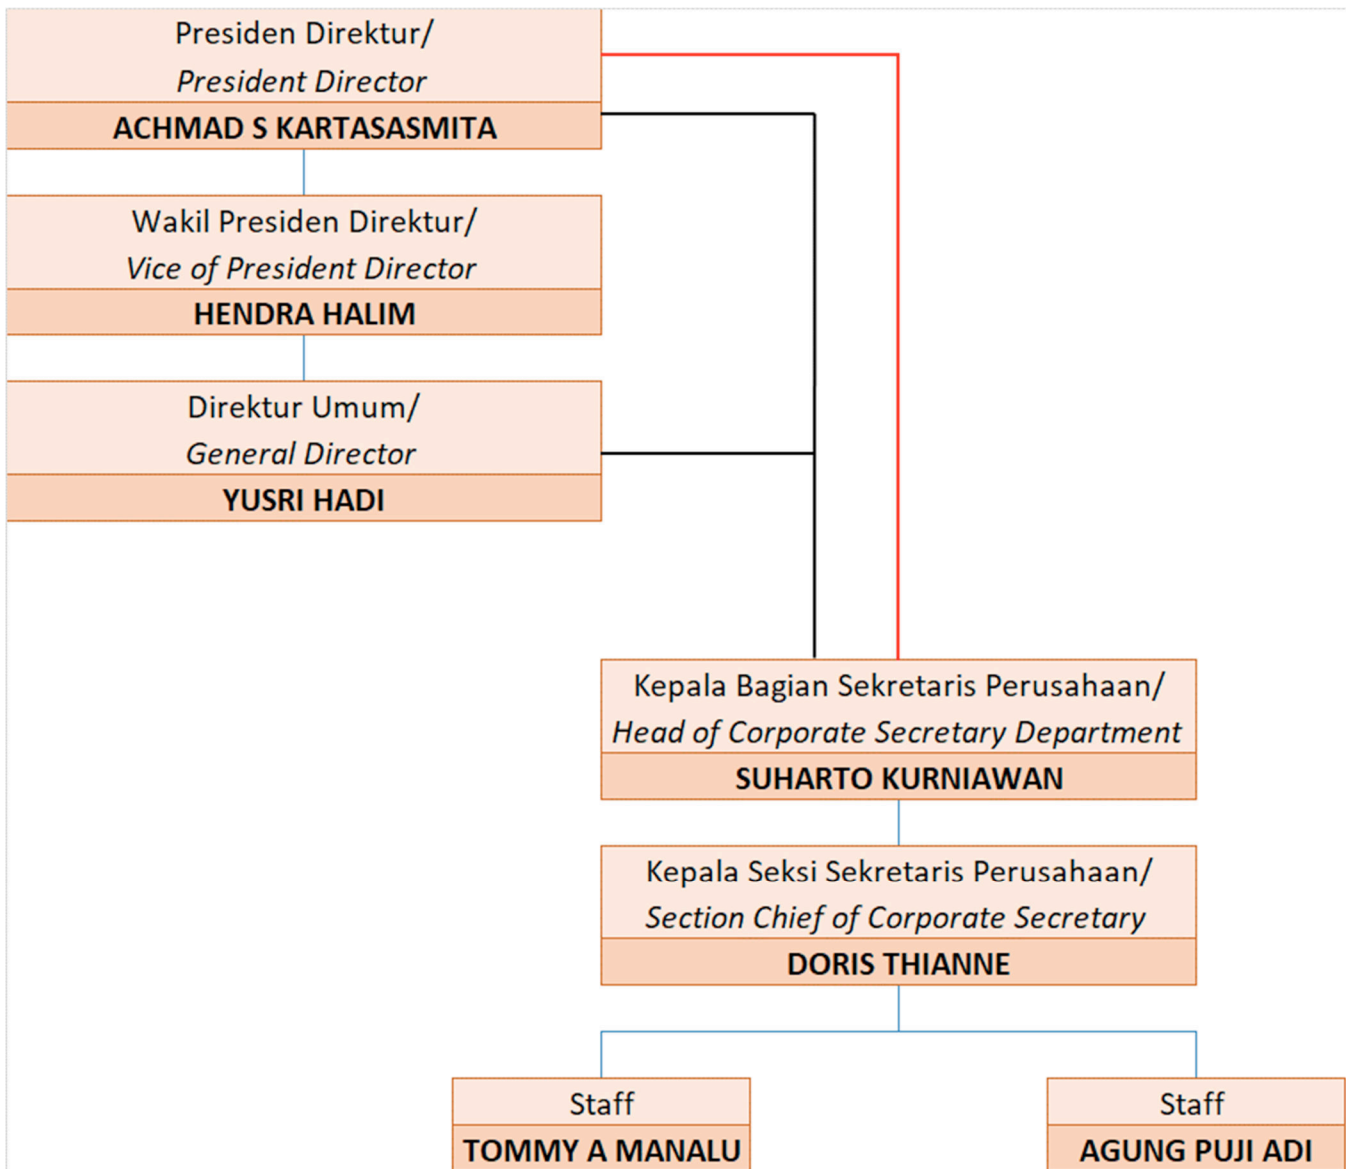 Presiden Direktur/
President Director
ACHMAD S KARTASASMITA
Wakil Presiden Direktur/
Vice of President Director
HENDRA HALIM
Direktur Umum/
General Director
YUSRI HADI
Kepala Bagian Sekretaris Perusahaan/
Head of Corporate Secretary Department
SUHARTO KURNIAWAN
Kepala Seksi Sekretaris Perusahaan/
Section Chief of Corporate Secretary
DORIS THIANNE
Staff
TOMMY A MANALU
Staff
AGUNG PUJI ADI